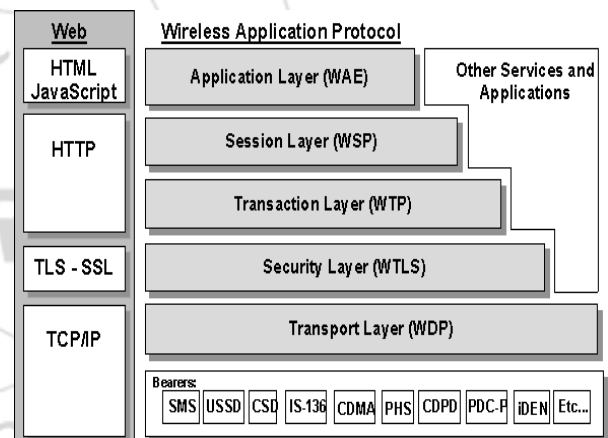 Web
HTML
JavaScript
HTTP
TLS - SSL
TCP/IP
Wireless Application Protocol
Application Layer (WAE)
Session Layer (WSP)
Transaction Layer (WTP)
Security Layer (WTLS)
Transport Layer (WDP)
Other Services and
Applications
Bearers:
SMS USSD CSD IS-136 CDMA PHS CDPD PDC-P iDEN Etc...